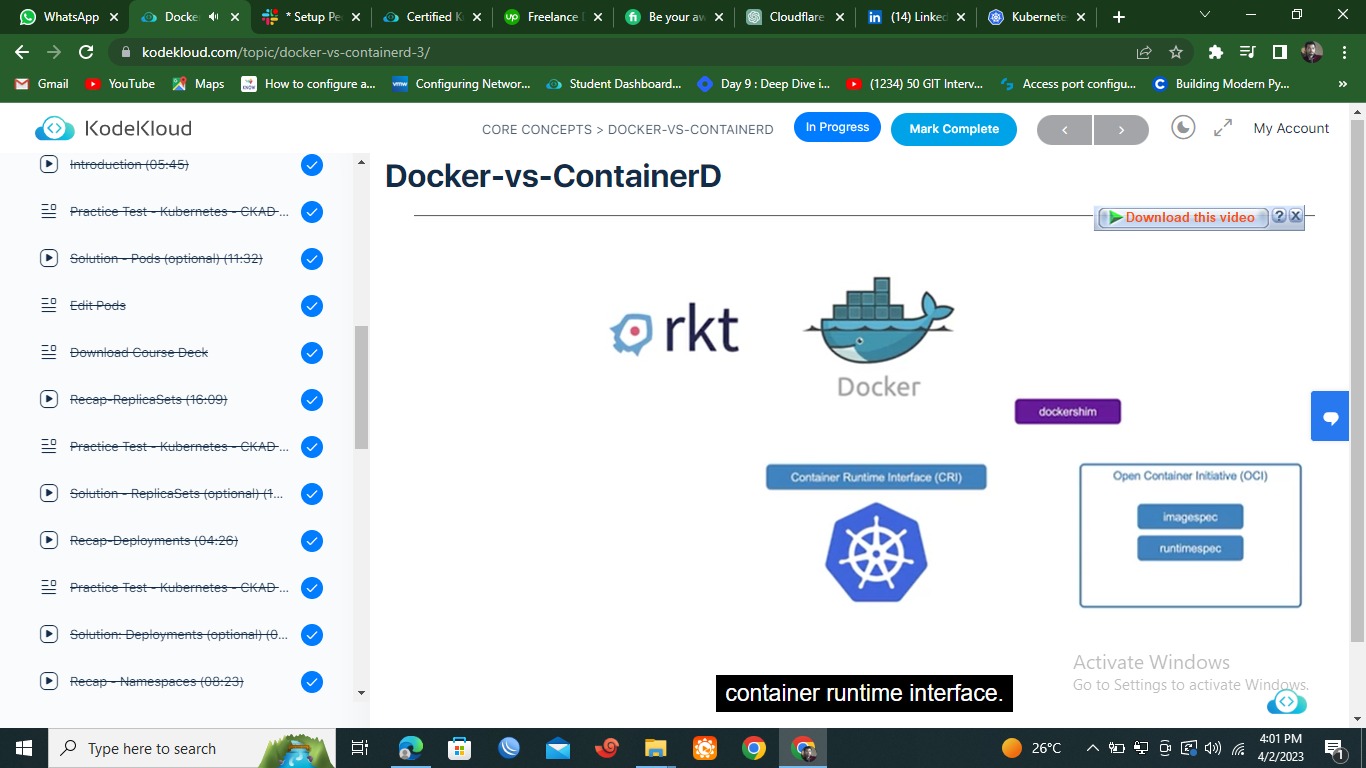 WhatsApp
Docke
* Setup Pe
Certified K
Freelance
Be your aw
Cloudflare
(14) Linked
Kubernete
kodekloud.com/topic/docker-vs-containerd-3/
Gmail
YouTube
Maps
How to configure a...
Configuring Networ...
Student Dashboard...
Day 9 : Deep Dive i...
(1234) 50 GIT Interv...
Access port configu...
Building Modern Py...
»
KodeKloud
CORE CONCEPTS > DOCKER-VS-CONTAINERD
In Progress
Mark Complete
<
>
My Account
Introduction (05:45)
Practice Test - Kubernetes - CKAD ...
Solution - Pods (optional) (11:32)
Edit Pods
Download Course Deck
Recap-ReplicaSets (16:09)
Practice Test - Kubernetes - CKAD ...
Solution - ReplicaSets (optional) (1...
Recap-Deployments (04:26)
Practice Test - Kubernetes - CKAD ...
Solution: Deployments (optional) (0...
Recap - Namespaces (08:23)
Docker-vs-ContainerD
Download this video
?
X
rkt
Docker
dockershim
Container Runtime Interface (CRI)
Open Container Initiative (OCI)
imagespec
runtimespec
container runtime interface.
Activate Windows
Go to Settings to activate Windows.
Type here to search
26°C
4:01 PM
4/2/2023
1